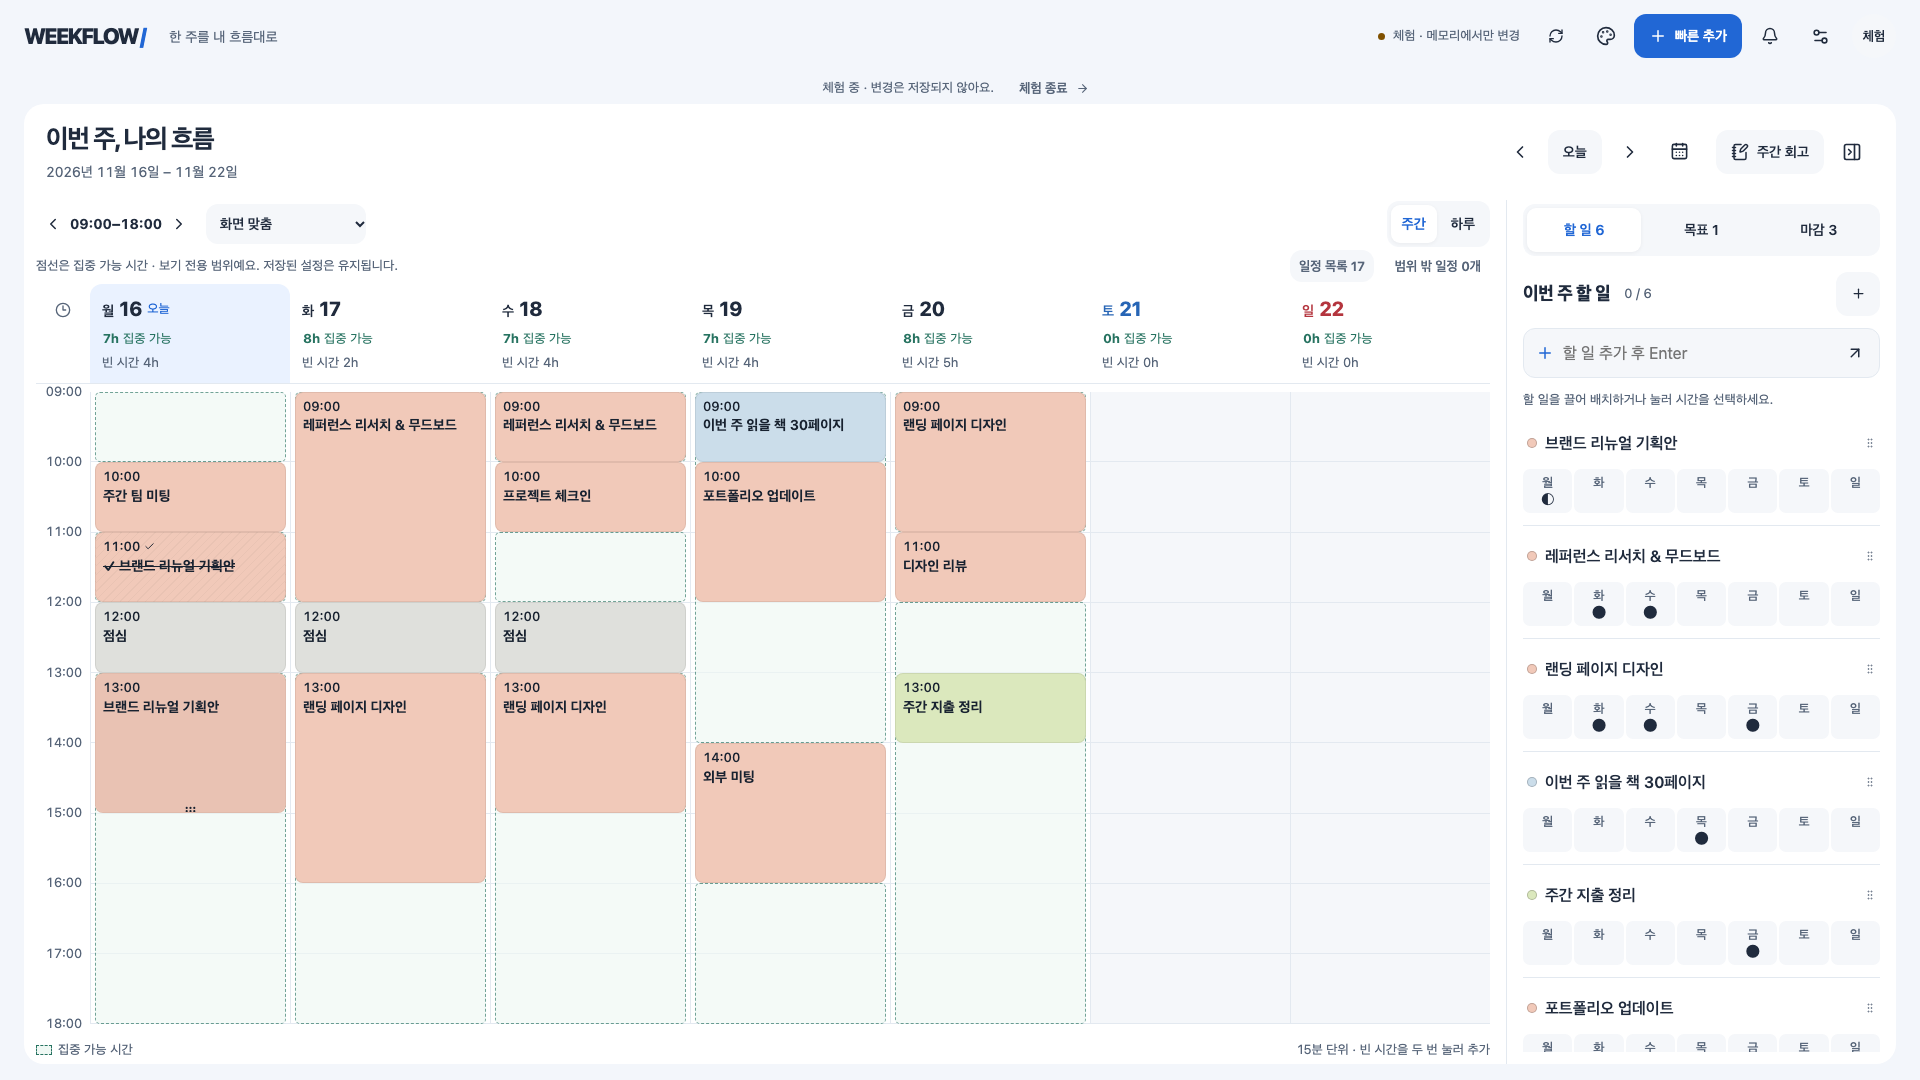 WEEKFLOW/ 한 주를 내 흐름대로
체험 · 메모리에서만 변경
빠른 추가
체험
체험 중 · 변경은 저장되지 않아요. 체험 종료 →
이번 주, 나의 흐름
2026년 11월 16일 – 11월 22일
오늘
주간 회고
09:00–18:00
화면 맞춤
주간 하루
점선은 집중 가능 시간 · 보기 전용 범위예요. 저장된 설정은 유지됩니다.
일정 목록 17 범위 밖 일정 0개
월 16 오늘
7h 집중 가능
빈 시간 4h
화 17
8h 집중 가능
빈 시간 2h
수 18
7h 집중 가능
빈 시간 4h
목 19
7h 집중 가능
빈 시간 4h
금 20
8h 집중 가능
빈 시간 5h
토 21
0h 집중 가능
빈 시간 0h
일 22
0h 집중 가능
빈 시간 0h
09:00
10:00
11:00
12:00
13:00
14:00
15:00
16:00
17:00
18:00
10:00
주간 팀 미팅
11:00 ✓
✓ 브랜드 리뉴얼 기획안
12:00
점심
13:00
브랜드 리뉴얼 기획안
09:00
레퍼런스 리서치 & 무드보드
12:00
점심
13:00
랜딩 페이지 디자인
09:00
레퍼런스 리서치 & 무드보드
10:00
프로젝트 체크인
12:00
점심
13:00
랜딩 페이지 디자인
09:00
이번 주 읽을 책 30페이지
10:00
포트폴리오 업데이트
14:00
외부 미팅
09:00
랜딩 페이지 디자인
11:00
디자인 리뷰
13:00
주간 지출 정리
집중 가능 시간
15분 단위 · 빈 시간을 두 번 눌러 추가
할 일 6 목표 1 마감 3
이번 주 할 일 0 / 6
할 일 추가 후 Enter
할 일을 끌어 배치하거나 눌러 시간을 선택하세요.
브랜드 리뉴얼 기획안
월 화 수 목 금 토 일
레퍼런스 리서치 & 무드보드
월 화 수 목 금 토 일
랜딩 페이지 디자인
월 화 수 목 금 토 일
이번 주 읽을 책 30페이지
월 화 수 목 금 토 일
주간 지출 정리
월 화 수 목 금 토 일
포트폴리오 업데이트
월 화 수 목 금 토 일